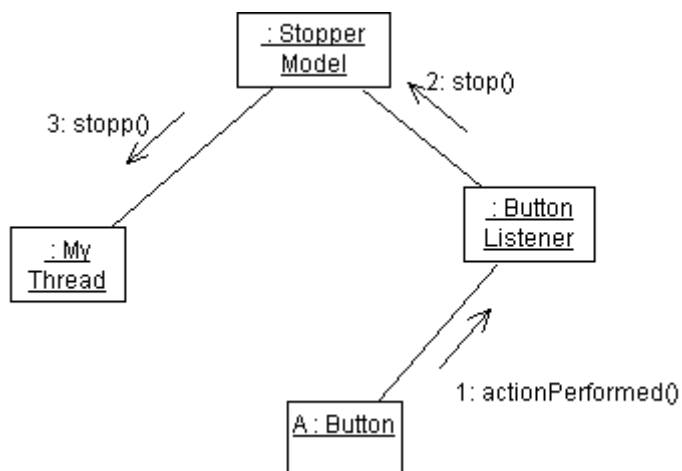 : Stopper
Model
2: stop()
3: stopp()
: Button
Listener
: My
Thread
1: actionPerformed()
A : Button